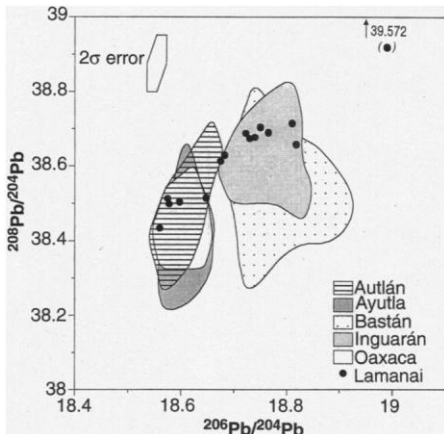 39
↑ 39.572
(●)
2σ error
38.8
38.6
38.4
38.2
38
208Pb/204Pb
Autlán
Ayutla
Bastán
Inguarán
Oaxaca
Lamanai
18.4 18.6 18.8 19
206Pb/204Pb